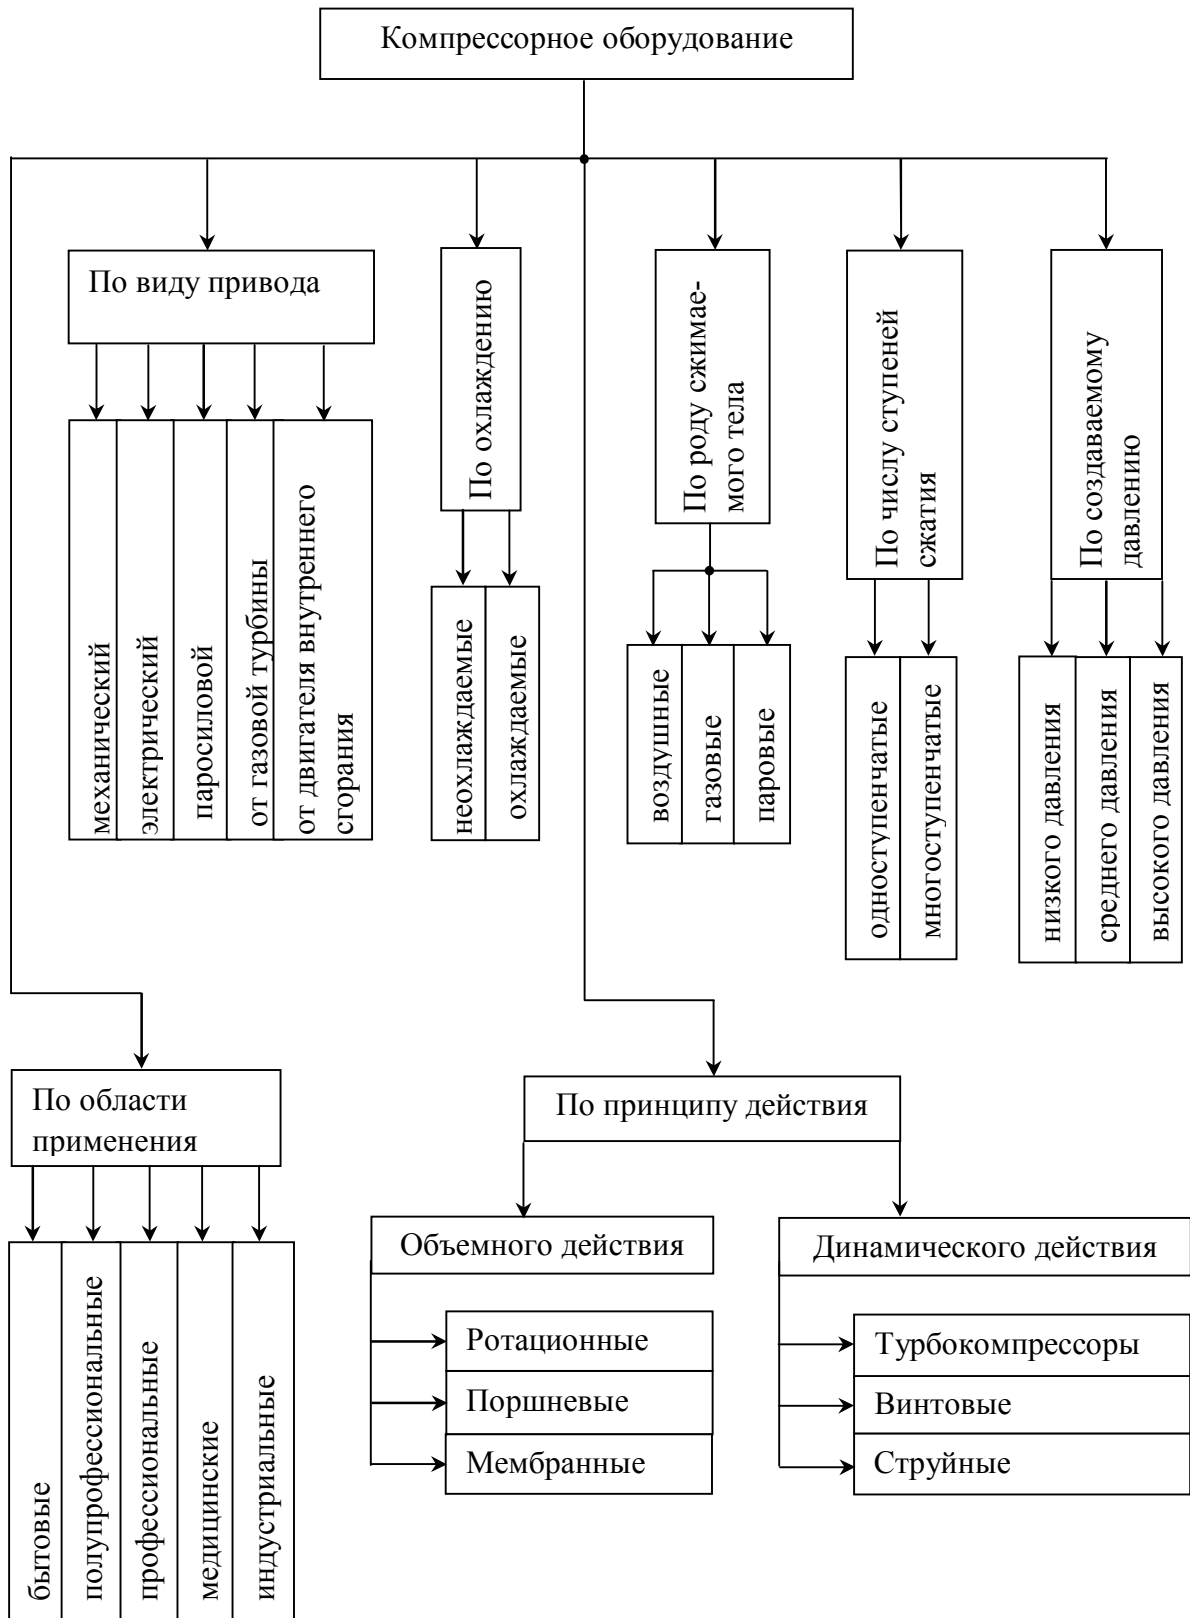 Компрессорное оборудование
По виду привода
механический
электрический
паросиловой
от газовой турбины
от двигателя внутреннего
сгорания
По охлаждению
неохлаждаемые
охлаждаемые
По роду сжимае-
мого тела
воздушные
газовые
паровые
По числу ступеней
сжатия
одноступенчатые
многоступенчатые
По создаваемому
давлению
низкого давления
среднего давления
высокого давления
По области
применения
бытовые
полупрофессиональные
профессиональные
медицинские
индустриальные
По принципу действия
Объемного действия
Ротационные
Поршневые
Мембранные
Динамического действия
Турбокомпрессоры
Винтовые
Струйные